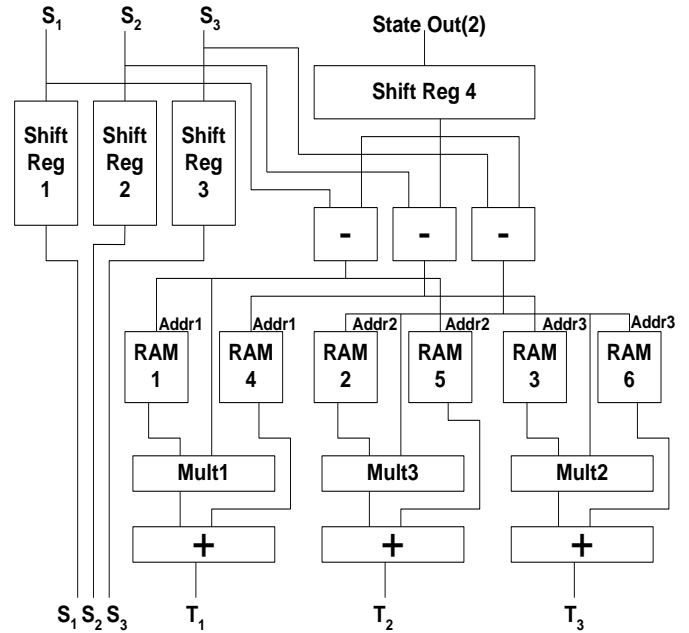 S1 S2 S3 State Out(2)
Shift Reg 4
Shift Reg 1
Shift Reg 2
Shift Reg 3
- - -
Addr1 Addr1 Addr2 Addr2 Addr3 Addr3
RAM 1
RAM 4
RAM 2
RAM 5
RAM 3
RAM 6
Mult1 Mult3 Mult2
+ + +
S1 S2 S3 T1 T2 T3